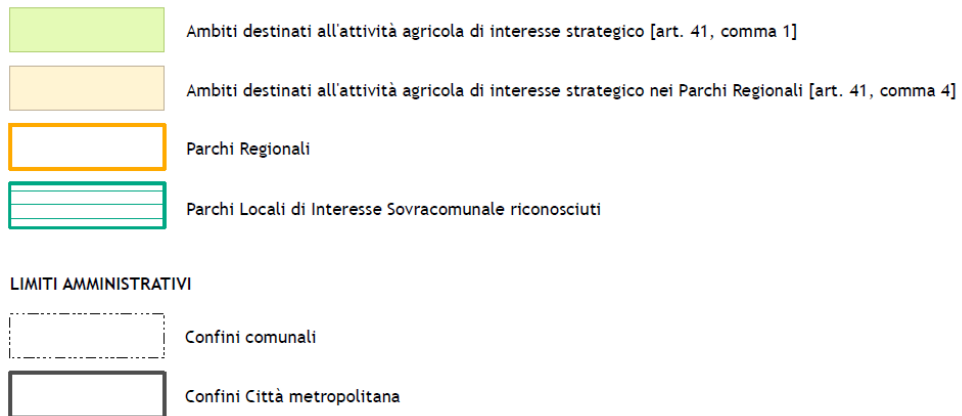 Ambiti destinati all'attività agricola di interesse strategico [art. 41, comma 1]
Ambiti destinati all'attività agricola di interesse strategico nei Parchi Regionali [art. 41, comma 4]
Parchi Regionali
Parchi Locali di Interesse Sovracomunale riconosciuti
LIMITI AMMINISTRATIVI
Confini comunali
Confini Città metropolitana